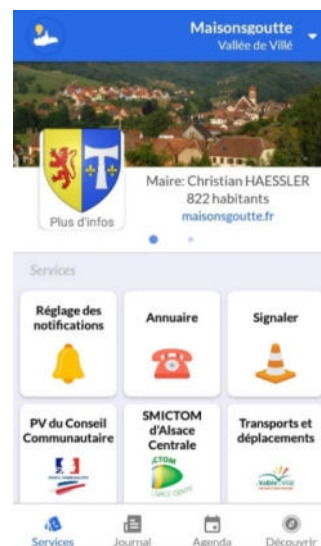 Maisonsgoutte
Vallée de Villé
Maire: Christian HAESSLER
822 habitants
maisonsgoutte.fr
Plus d'infos
Services
Réglage des
notifications
Annuaire
Signaler
PV du Conseil
Communautaire
SMICTOM
d'Alsace
Centrale
Transports et
déplacements
Services
Journal
Agenda
Découvrir